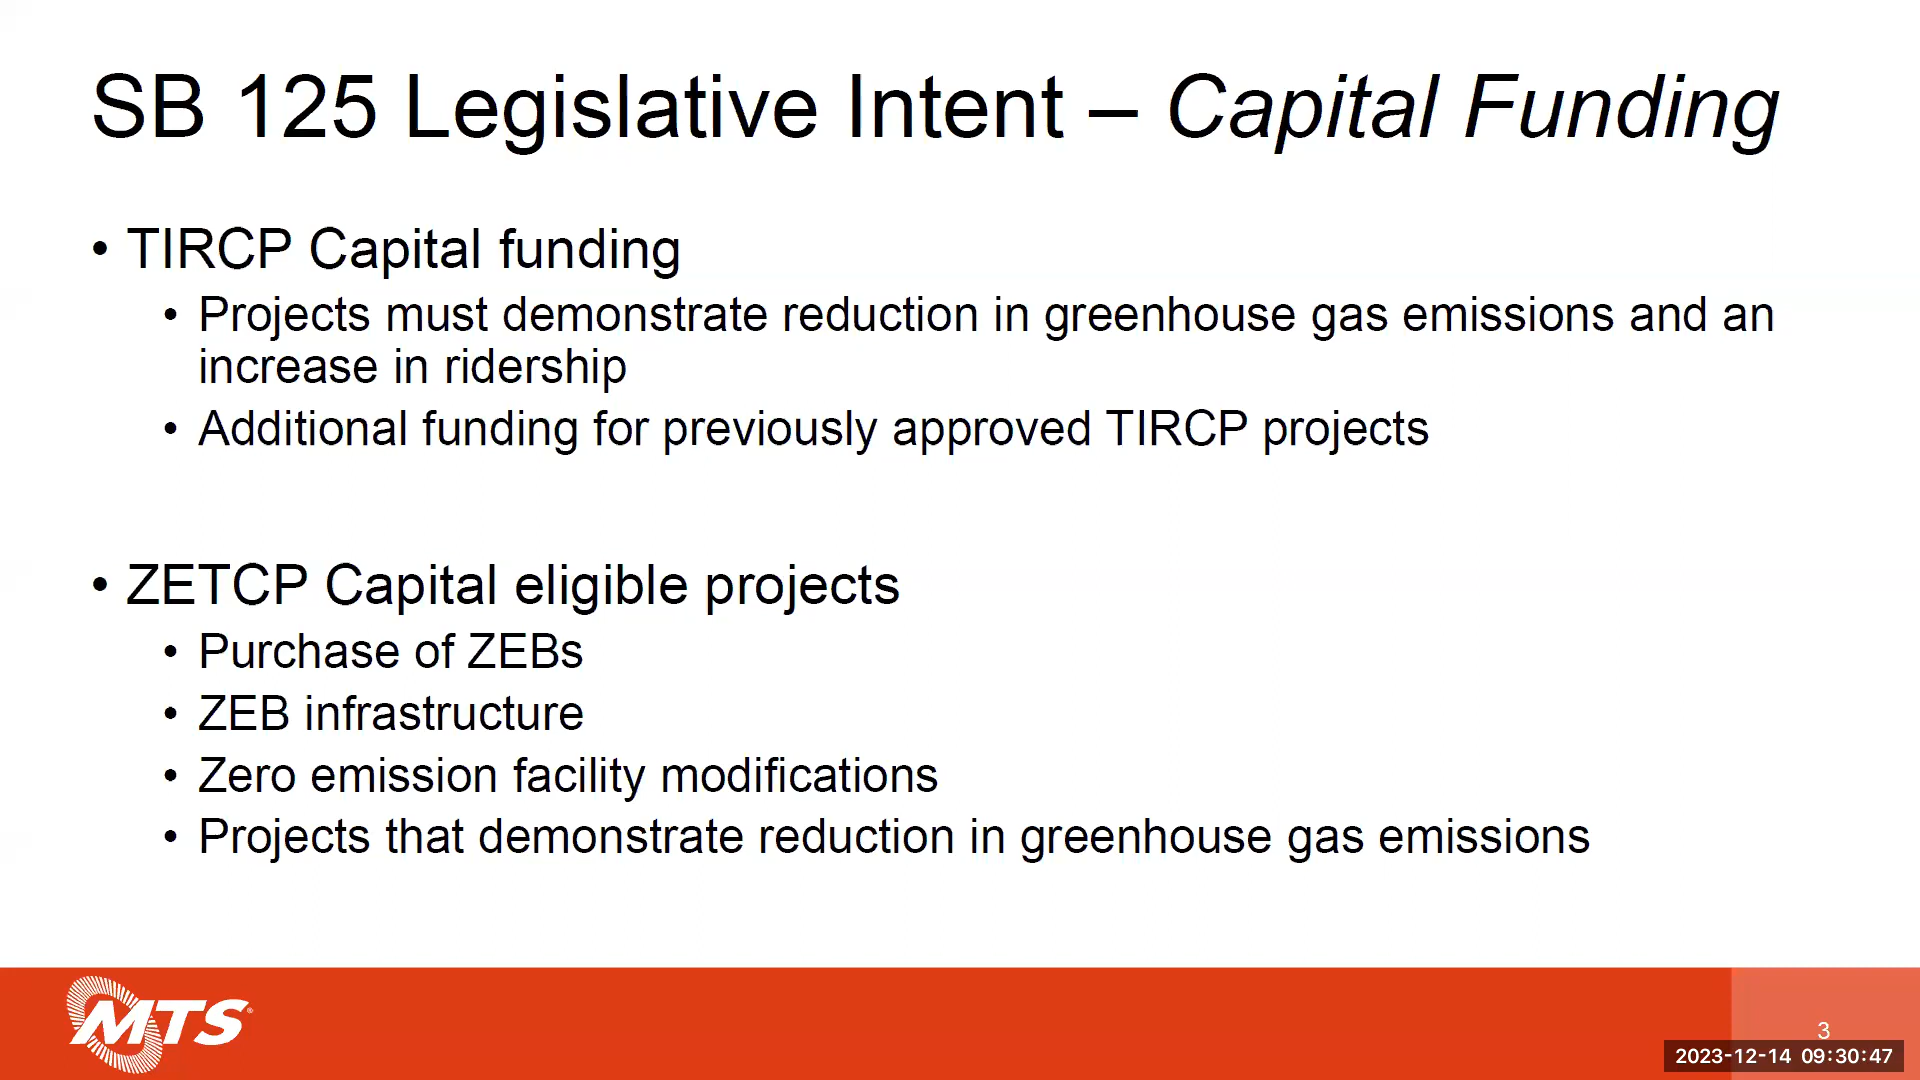 SB 125 Legislative Intent – Capital Funding
• TIRCP Capital funding
• Projects must demonstrate reduction in greenhouse gas emissions and an
increase in ridership
• Additional funding for previously approved TIRCP projects
• ZETCP Capital eligible projects
• Purchase of ZEBs
• ZEB infrastructure
• Zero emission facility modifications
• Projects that demonstrate reduction in greenhouse gas emissions
MTS®
3
2023-12-14 09:30:47